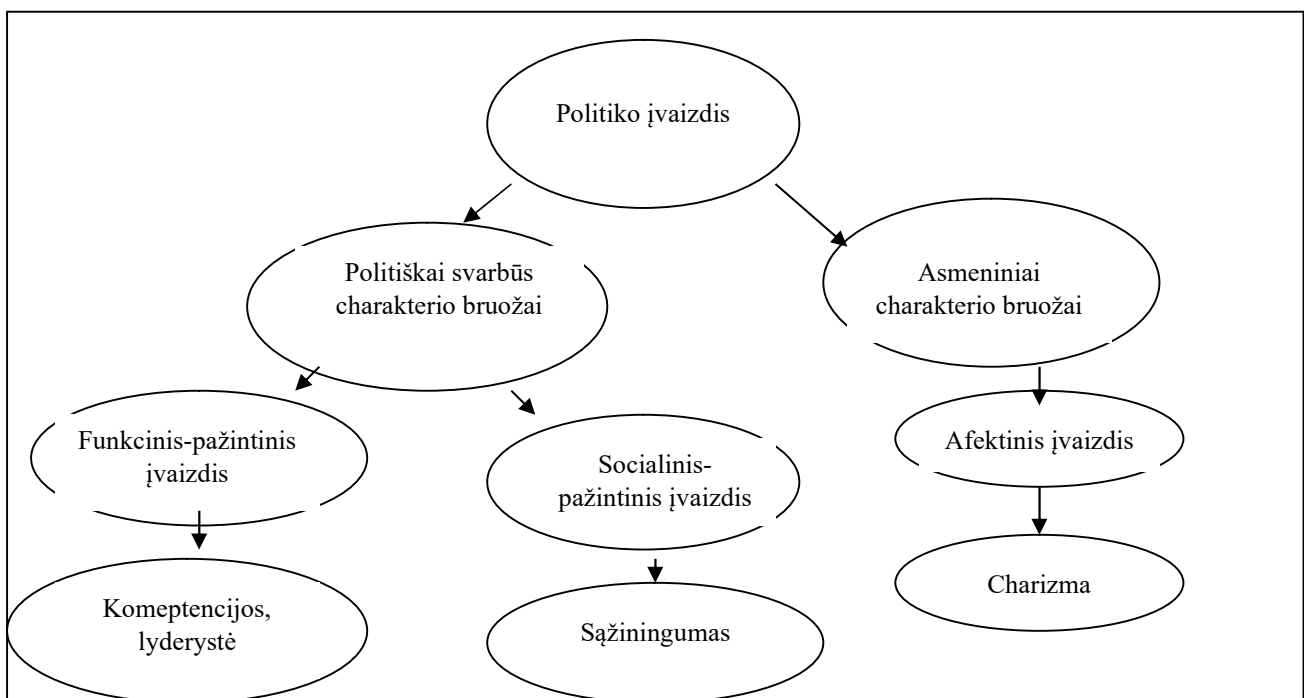 Politiko įvaizdis
Politiškai svarbūs
charakterio bruožai
Asmeniniai
charakterio bruožai
Funkcinis-pažintinis
įvaizdis
Socialinis-
pažintinis įvaizdis
Afektinis įvaizdis
Komeptencijos,
lyderystė
Sąžiningumas
Charizma